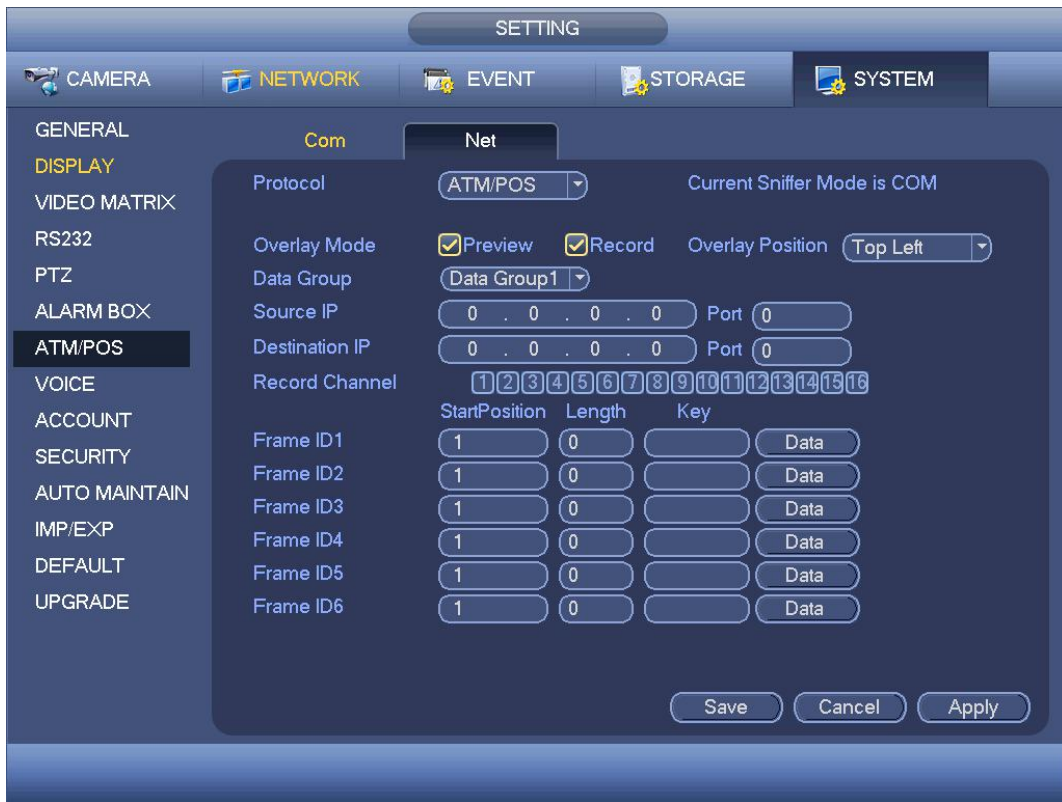 SETTING
CAMERA NETWORK EVENT STORAGE SYSTEM
GENERAL
DISPLAY
VIDEO MATRIX
RS232
PTZ
ALARM BOX
ATM/POS
VOICE
ACCOUNT
SECURITY
AUTO MAINTAIN
IMP/EXP
DEFAULT
UPGRADE
Com Net
Protocol ATM/POS Current Sniffer Mode is COM
Overlay Mode Preview Record Overlay Position Top Left
Data Group Data Group1
Source IP 0 . 0 . 0 . 0 Port 0
Destination IP 0 . 0 . 0 . 0 Port 0
Record Channel 1 2 3 4 5 6 7 8 9 10 11 12 13 14 15 16
StartPosition Length Key
Frame ID1 1 0 Data
Frame ID2 1 0 Data
Frame ID3 1 0 Data
Frame ID4 1 0 Data
Frame ID5 1 0 Data
Frame ID6 1 0 Data
Save Cancel Apply